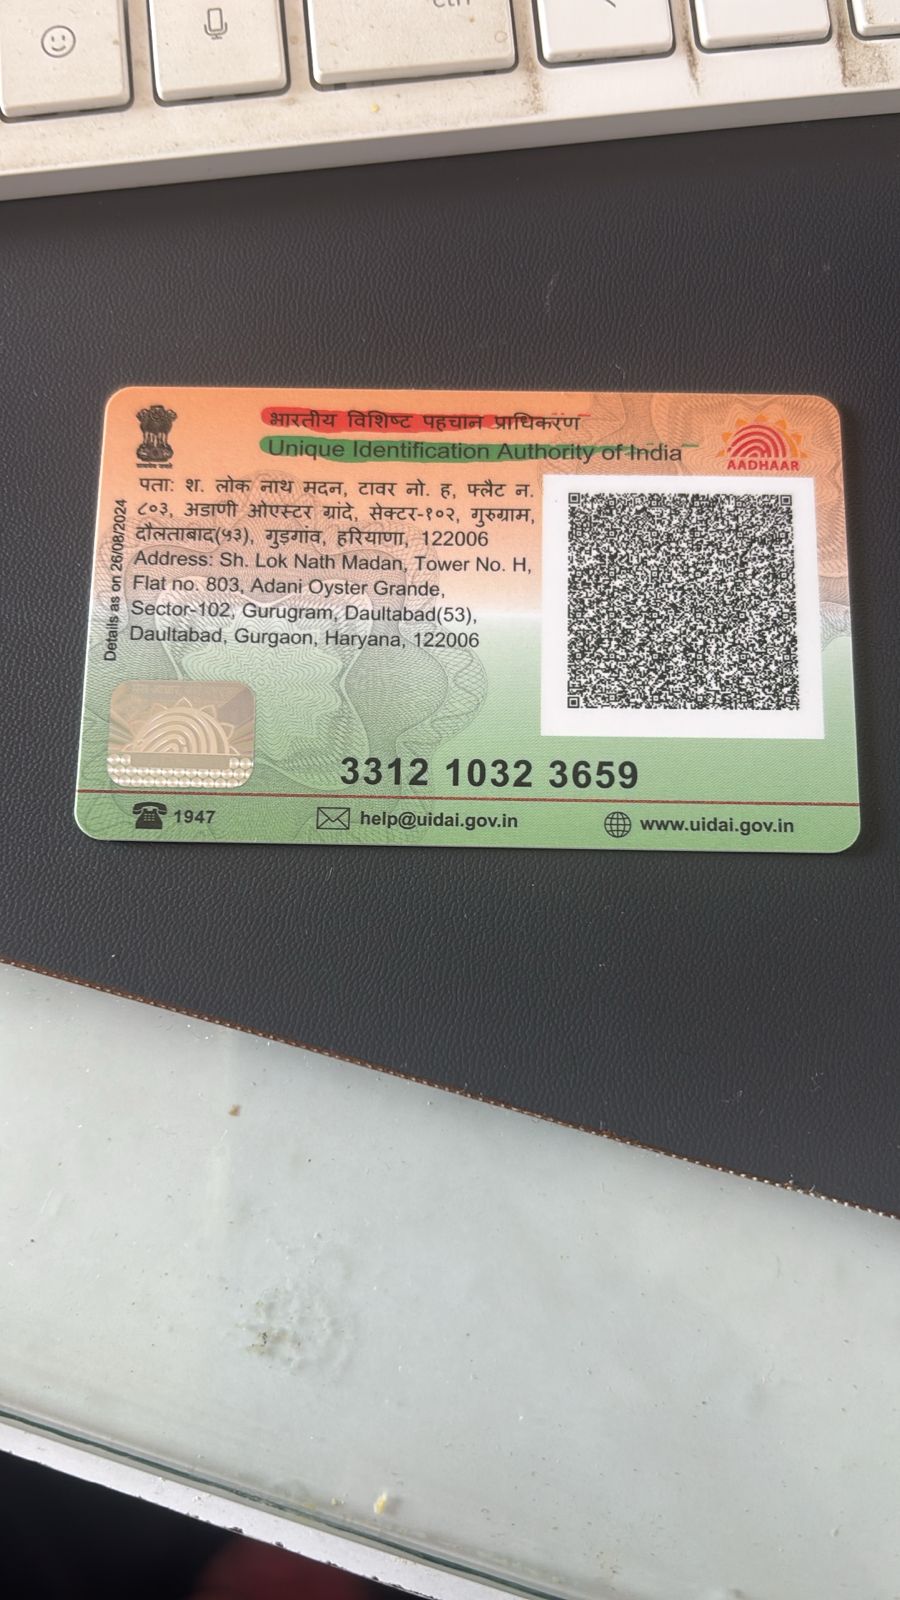 भारतीय विशिष्ट पहचान प्राधिकरण
Unique Identification Authority of India
AADHAAR
सत्यमेव जयते
पता: श. लोक नाथ मदन, टावर नो. ह, फ्लैट न.
८०३, अडाणी ओएस्टर ग्रांदे, सेक्टर-१०२, गुरुग्राम,
दौलताबाद(५३), गुड़गांव, हरियाणा, 122006
Address: Sh. Lok Nath Madan, Tower No. H,
Flat no. 803, Adani Oyster Grande,
Sector-102, Gurugram, Daultabad(53),
Daultabad, Gurgaon, Haryana, 122006
Details as on 26/08/2024
3312 1032 3659
1947
help@uidai.gov.in
www.uidai.gov.in